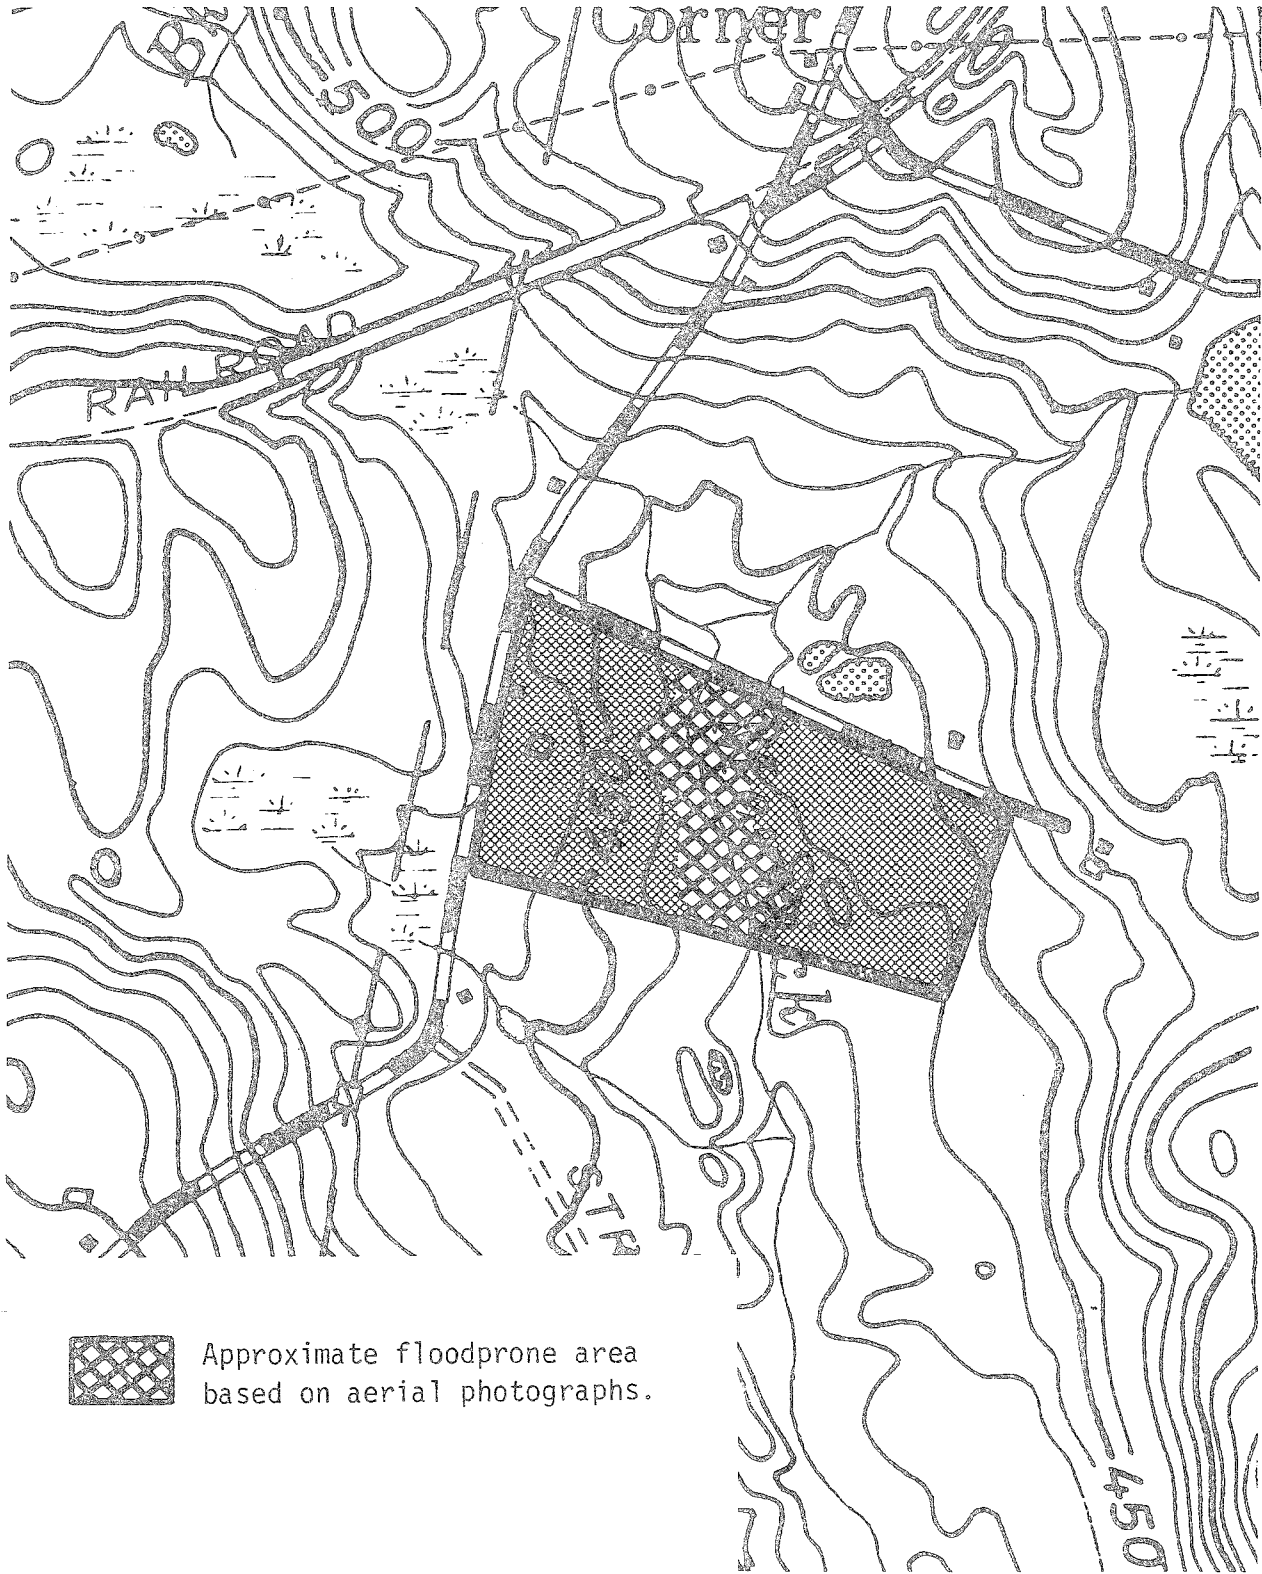 Corner
500
RAILROAD
Approximate floodprone area
based on aerial photographs.
450